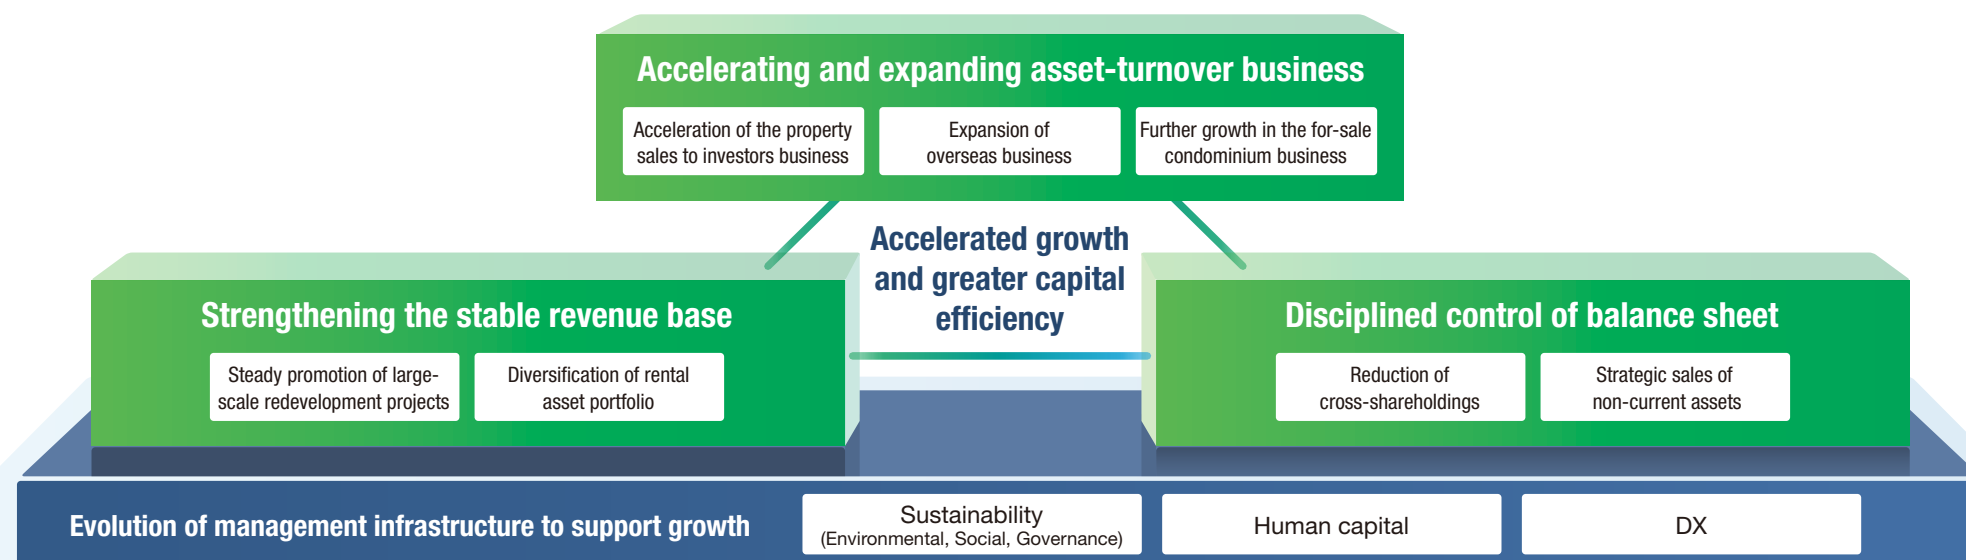 Accelerating and expanding asset-turnover business
Acceleration of the property
sales to investors business
Expansion of
overseas business
Further growth in the for-sale
condominium business
Accelerated growth
and greater capital
efficiency
Strengthening the stable revenue base
Steady promotion of large-
scale redevelopment projects
Diversification of rental
asset portfolio
Disciplined control of balance sheet
Reduction of
cross-shareholdings
Strategic sales of
non-current assets
Evolution of management infrastructure to support growth
Sustainability
(Environmental, Social, Governance)
Human capital
DX